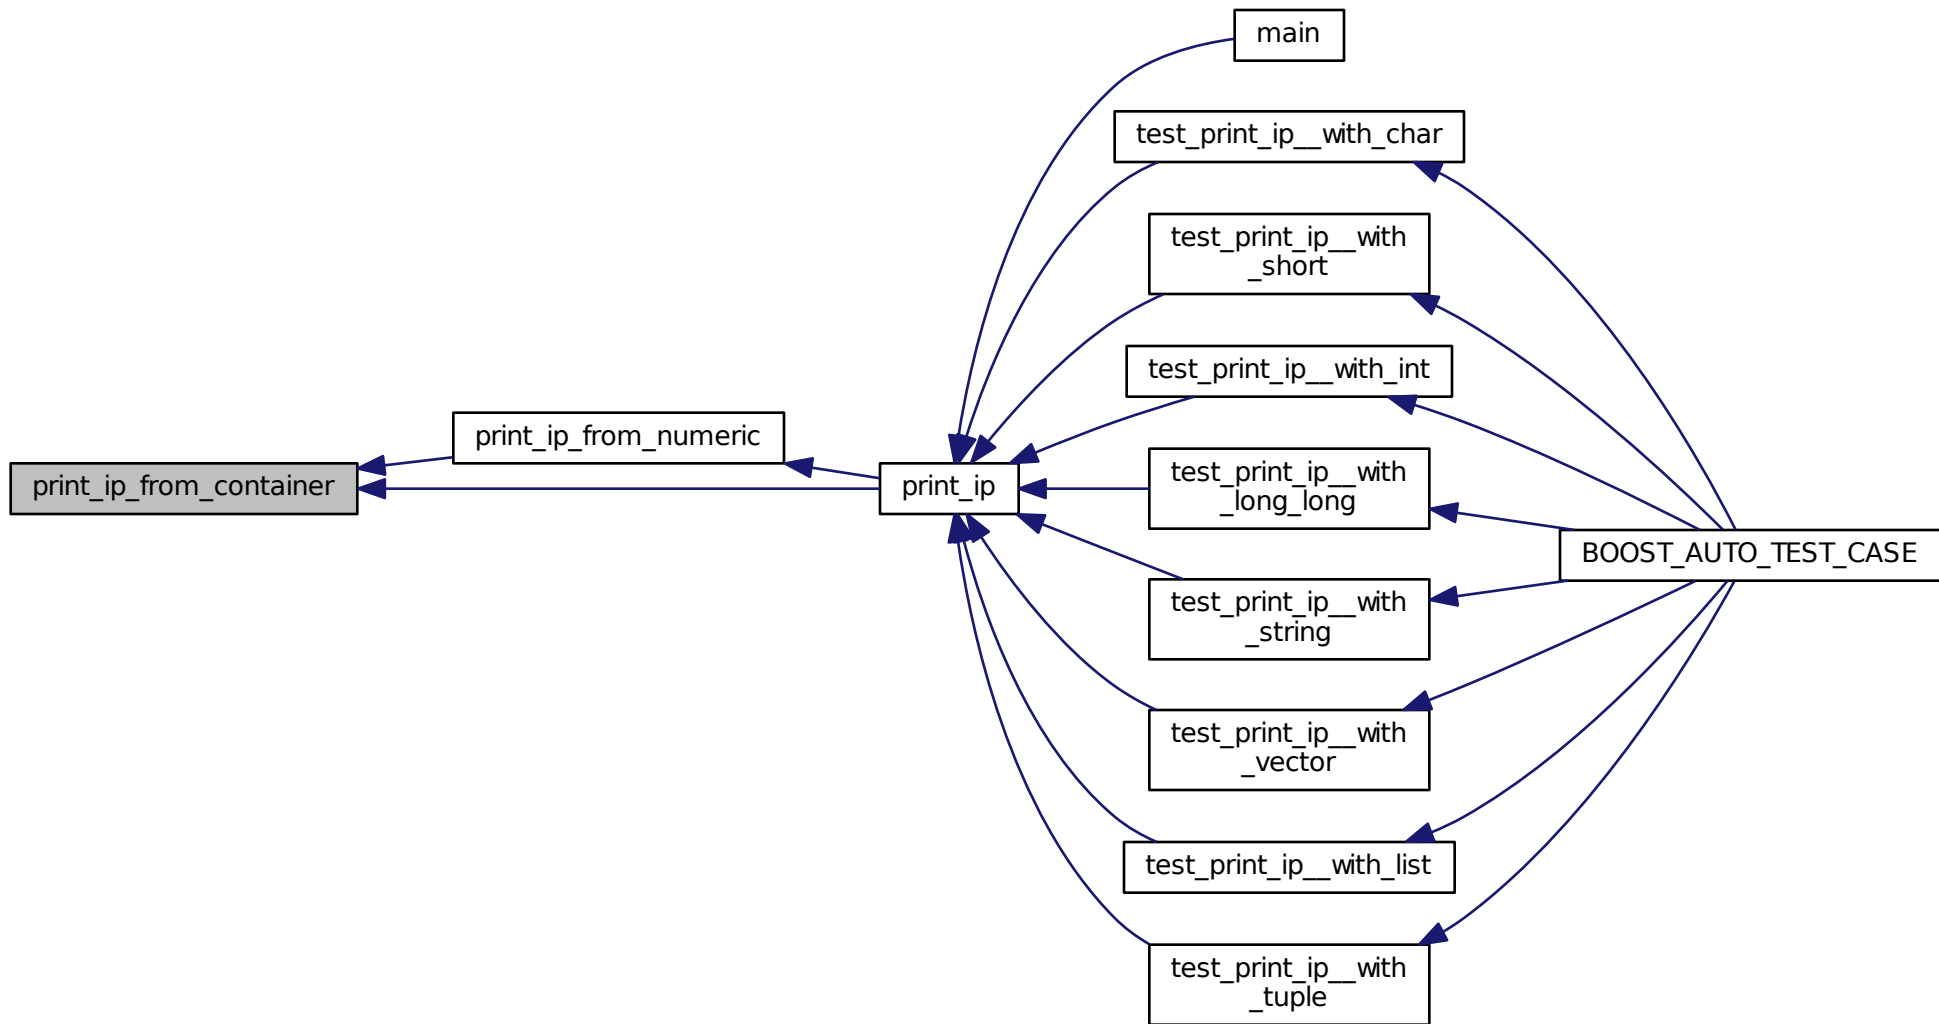 main
test_print_ip__with_char
test_print_ip__with
_short
test_print_ip__with_int
print_ip_from_numeric
print_ip_from_container
print_ip
test_print_ip__with
_long_long
BOOST_AUTO_TEST_CASE
test_print_ip__with
_string
test_print_ip__with
_vector
test_print_ip__with_list
test_print_ip__with
_tuple